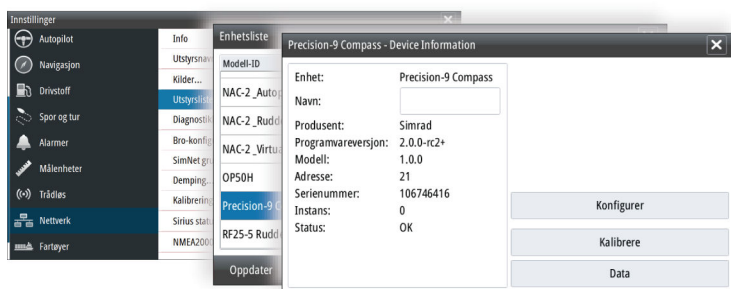 Innstillinger
Autopilot
Navigasjon
Drivstoff
Spor og tur
Alarmer
Målenheter
Trådløs
Nettverk
Fartøyer
Info
Kilder...
Demping...
Sirius
Enhetsliste
Modell-ID
NAC-2
NAC-2
NAC-2
OP50H
Precision-9
RF25-5
Oppdater
Precision-9 Compass - Device Information
Enhet: Precision-9 Compass
Navn:
Produsent: Simrad
Programvareversjon: 2.0.0-rc2+
Modell: 1.0.0
Adresse: 21
Serienummer: 106746416
Instans: 0
Status: OK
Konfigurer
Kalibrere
Data